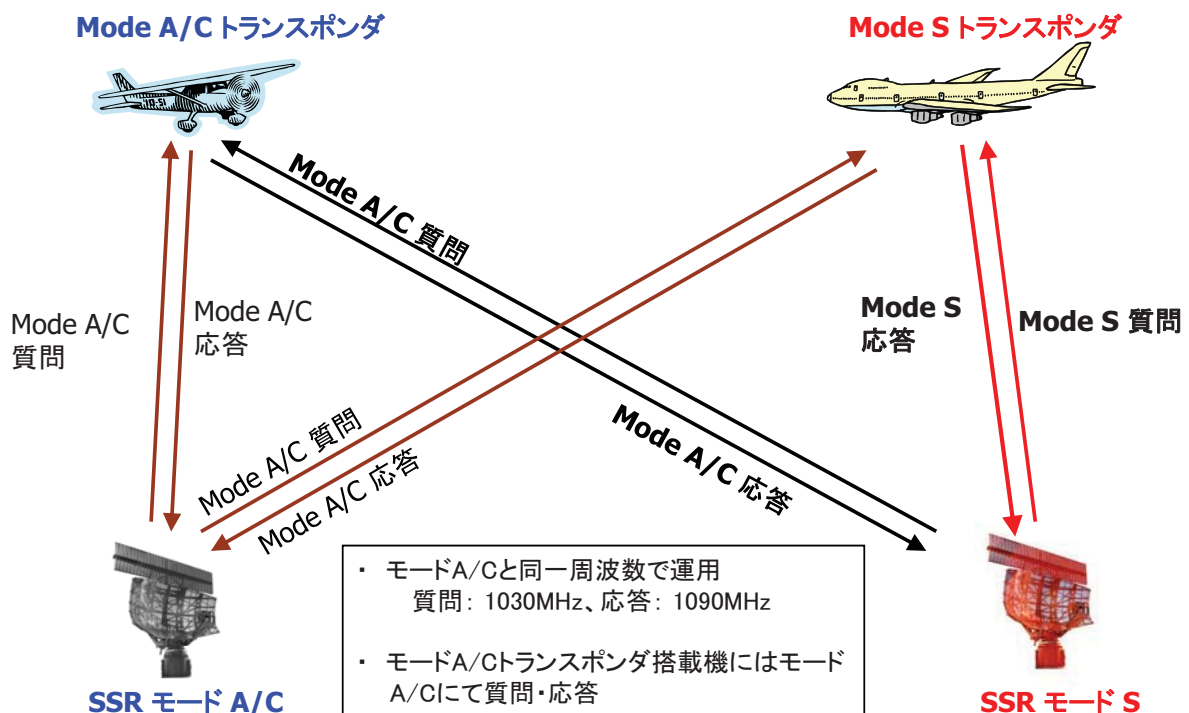 Mode A/C トランスポンダ
Mode S トランスポンダ
Mode A/C 質問
Mode A/C
質問
Mode A/C
応答
Mode S
応答
Mode S 質問
Mode A/C 質問
Mode A/C 応答
Mode A/C 応答
・ モードA/Cと同一周波数で運用
質問： 1030MHz、応答： 1090MHz
・ モードA/Cトランスポンダ搭載機にはモード
A/Cにて質問・応答
SSR モード A/C
SSR モード S